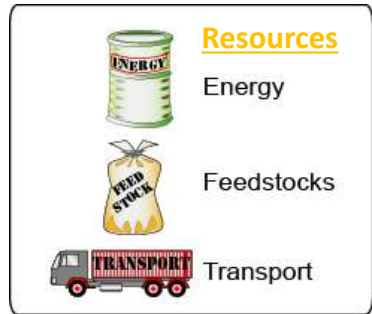 Resources
ENERGY
Energy
FEED
STOCK
Feedstocks
TRANSPORT
Transport